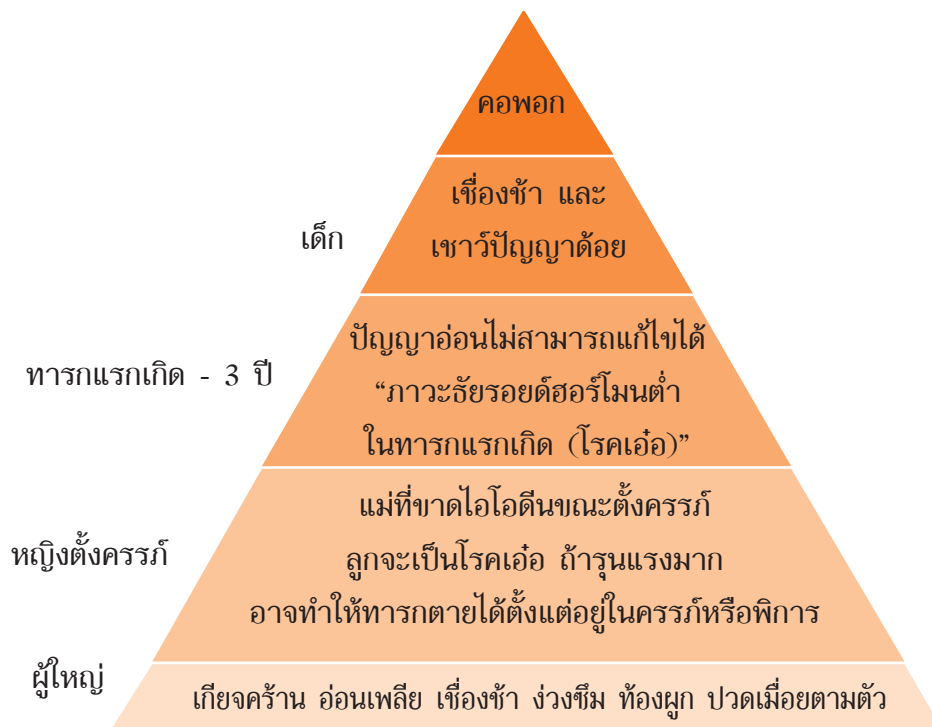 คอพอก
เด็ก
เชื่องช้า และ
เชาว์ปัญญาด้อย
ทารกแรกเกิด - 3 ปี
ปัญญาอ่อนไม่สามารถแก้ไขได้
“ภาวะธัยรอยด์ฮอร์โมนต่ำ
ในทารกแรกเกิด (โรคเอ๋อ)”
หญิงตั้งครรภ์
แม่ที่ขาดไอโอดีนขณะตั้งครรภ์
ลูกจะเป็นโรคเอ๋อ ถ้ารุนแรงมาก
อาจทำให้ทารกตายได้ตั้งแต่อยู่ในครรภ์หรือพิการ
ผู้ใหญ่
เกียจคร้าน อ่อนเพลีย เชื่องช้า ง่วงซึม ท้องผูก ปวดเมื่อยตามตัว